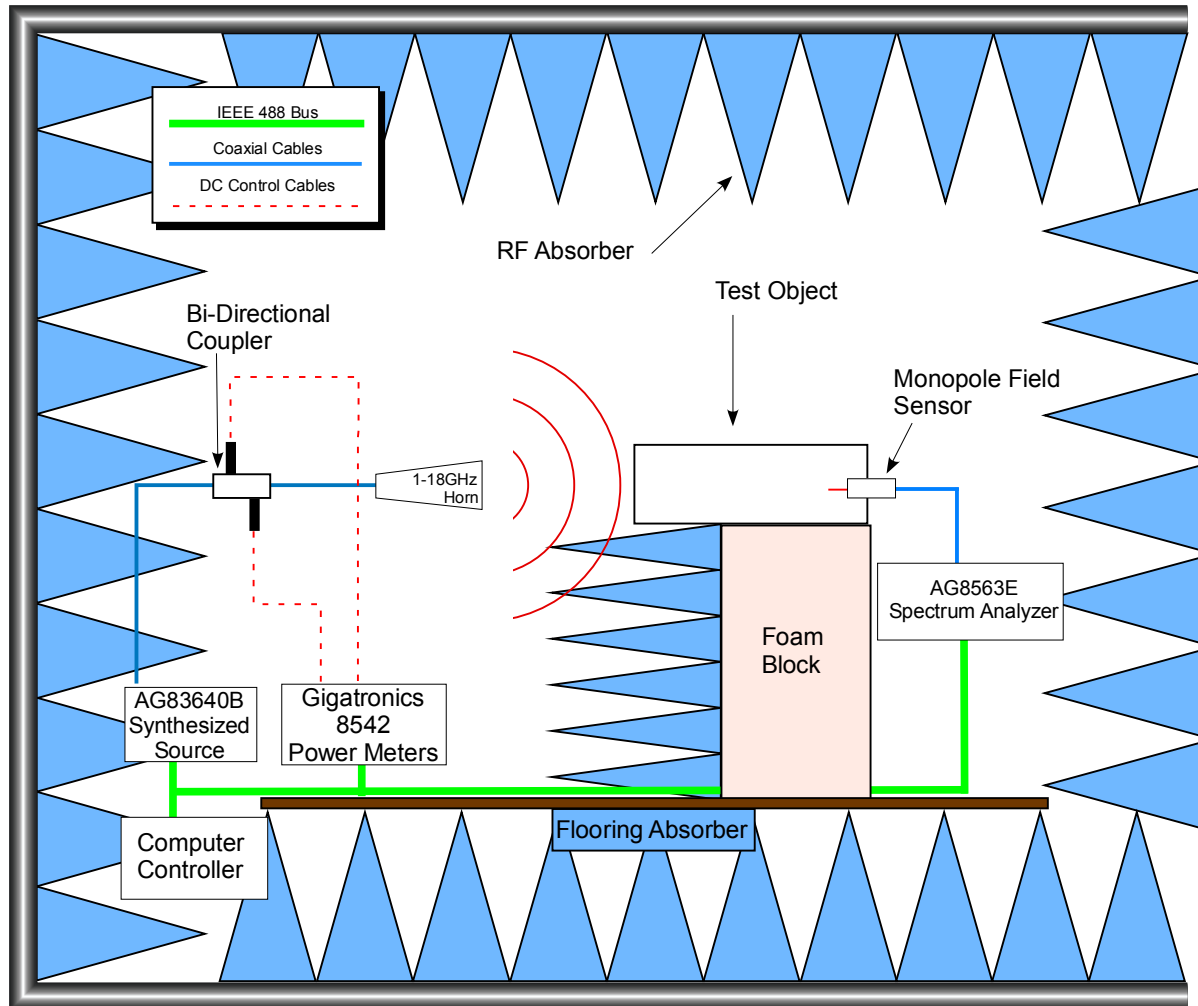 IEEE 488 Bus
Coaxial Cables
DC Control Cables
RF Absorber
Test Object
Bi-Directional
Coupler
Monopole Field
Sensor
1-18GHz
Horn
AG8563E
Spectrum Analyzer
Foam
Block
AG83640B
Synthesized
Source
Gigatronics
8542
Power Meters
Flooring Absorber
Computer
Controller